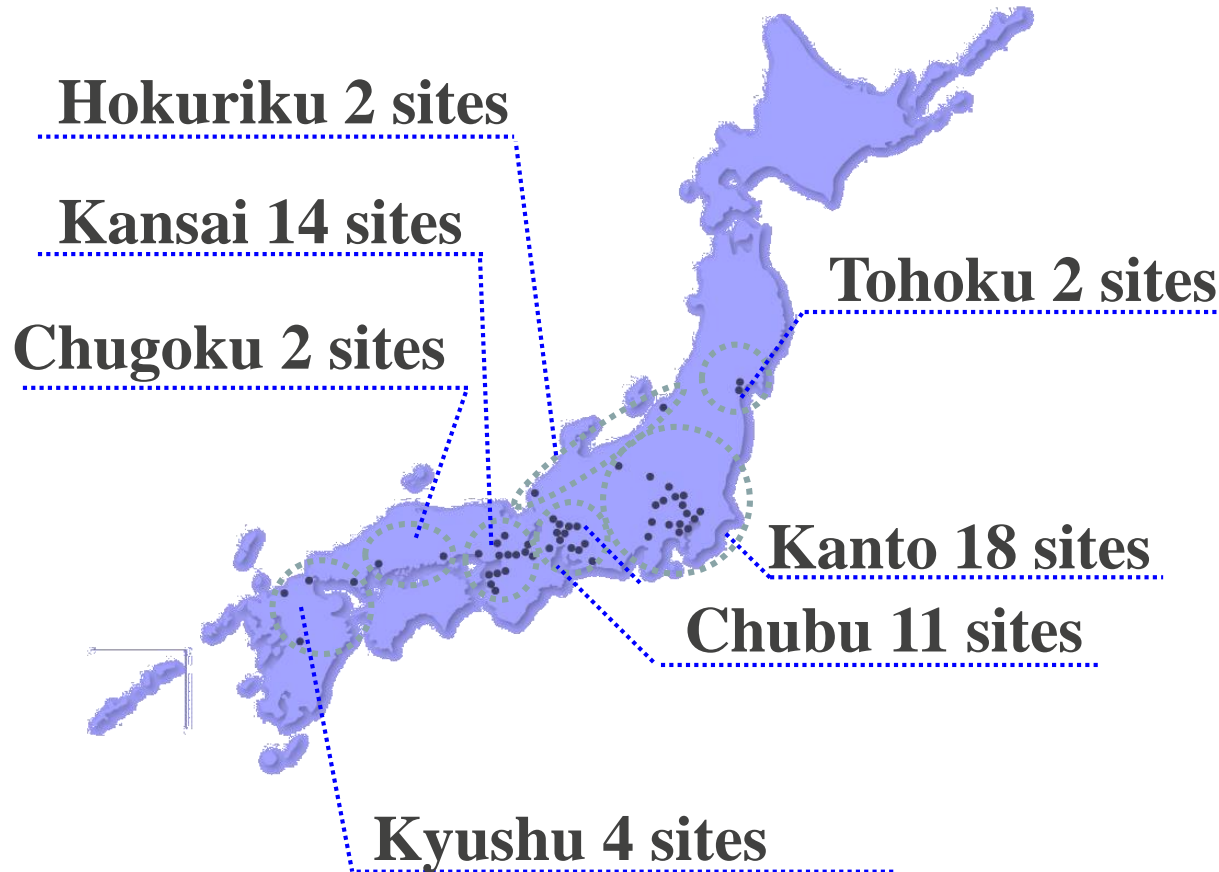 Hokuriku 2 sites
Kansai 14 sites
Tohoku 2 sites
Chugoku 2 sites
Kanto 18 sites
Chubu 11 sites
Kyushu 4 sites